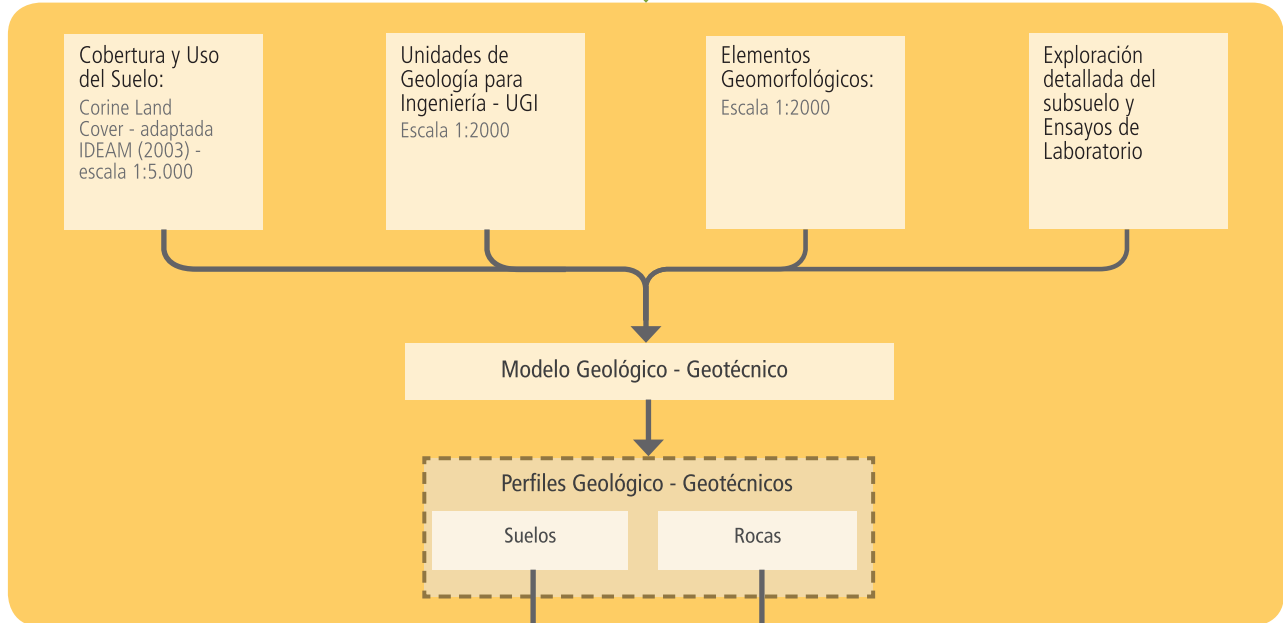 Cobertura y Uso
del Suelo:
Corine Land
Cover - adaptada
IDEAM (2003) -
escala 1:5.000
Unidades de
Geología para
Ingeniería - UGI
Escala 1:2000
Elementos
Geomorfológicos:
Escala 1:2000
Exploración
detallada del
subsuelo y
Ensayos de
Laboratorio
Modelo Geológico - Geotécnico
Perfiles Geológico - Geotécnicos
Suelos
Rocas